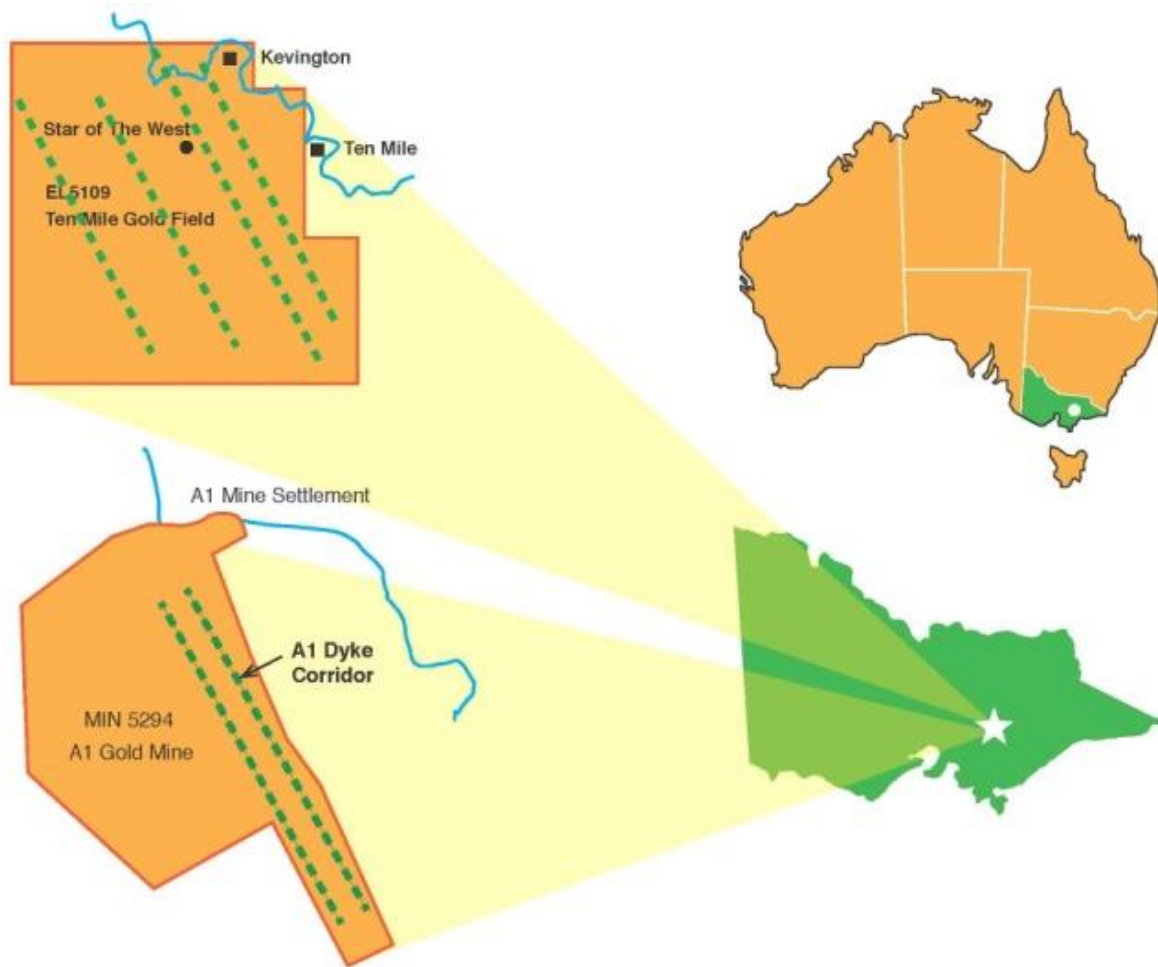 Kevington
Star of The West
Ten Mile
EL5109
Ten Mile Gold Field
A1 Mine Settlement
A1 Dyke
Corridor
MIN 5294
A1 Gold Mine